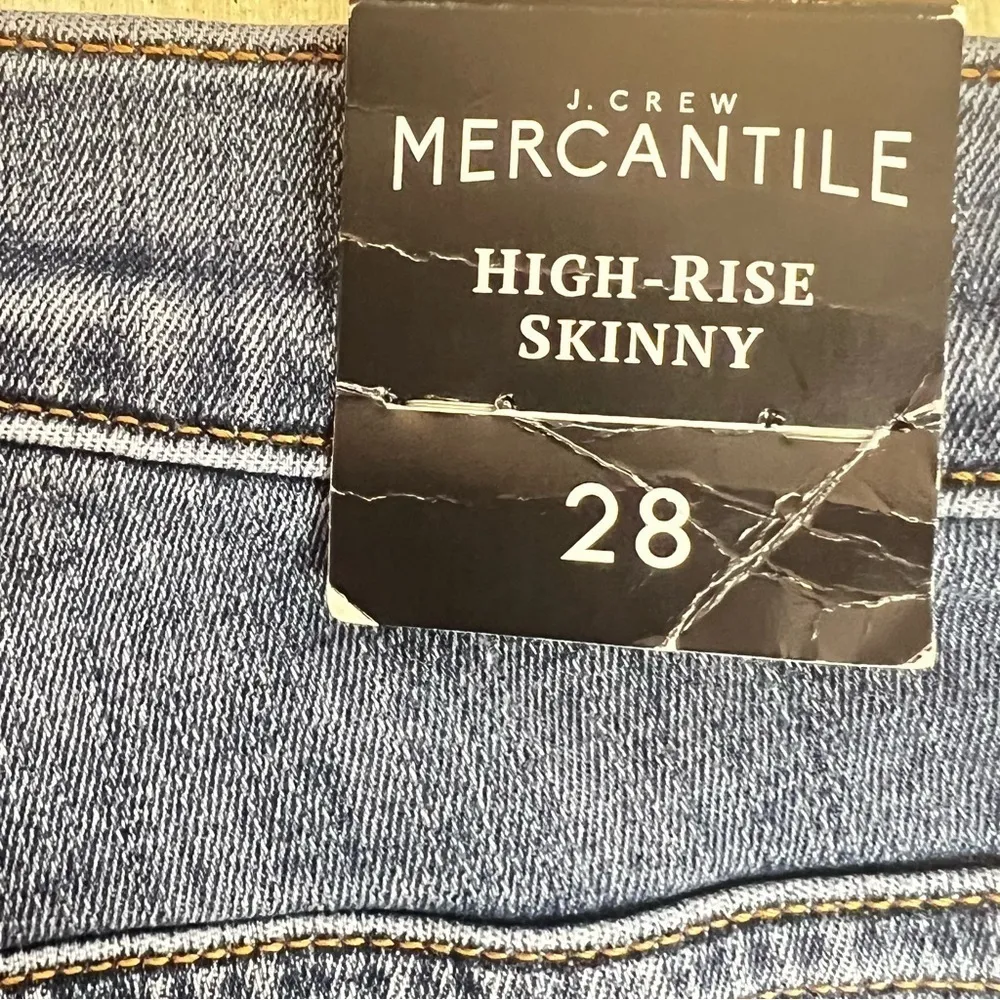 J. CREW
MERCANTILE
HIGH-RISE
SKINNY
28